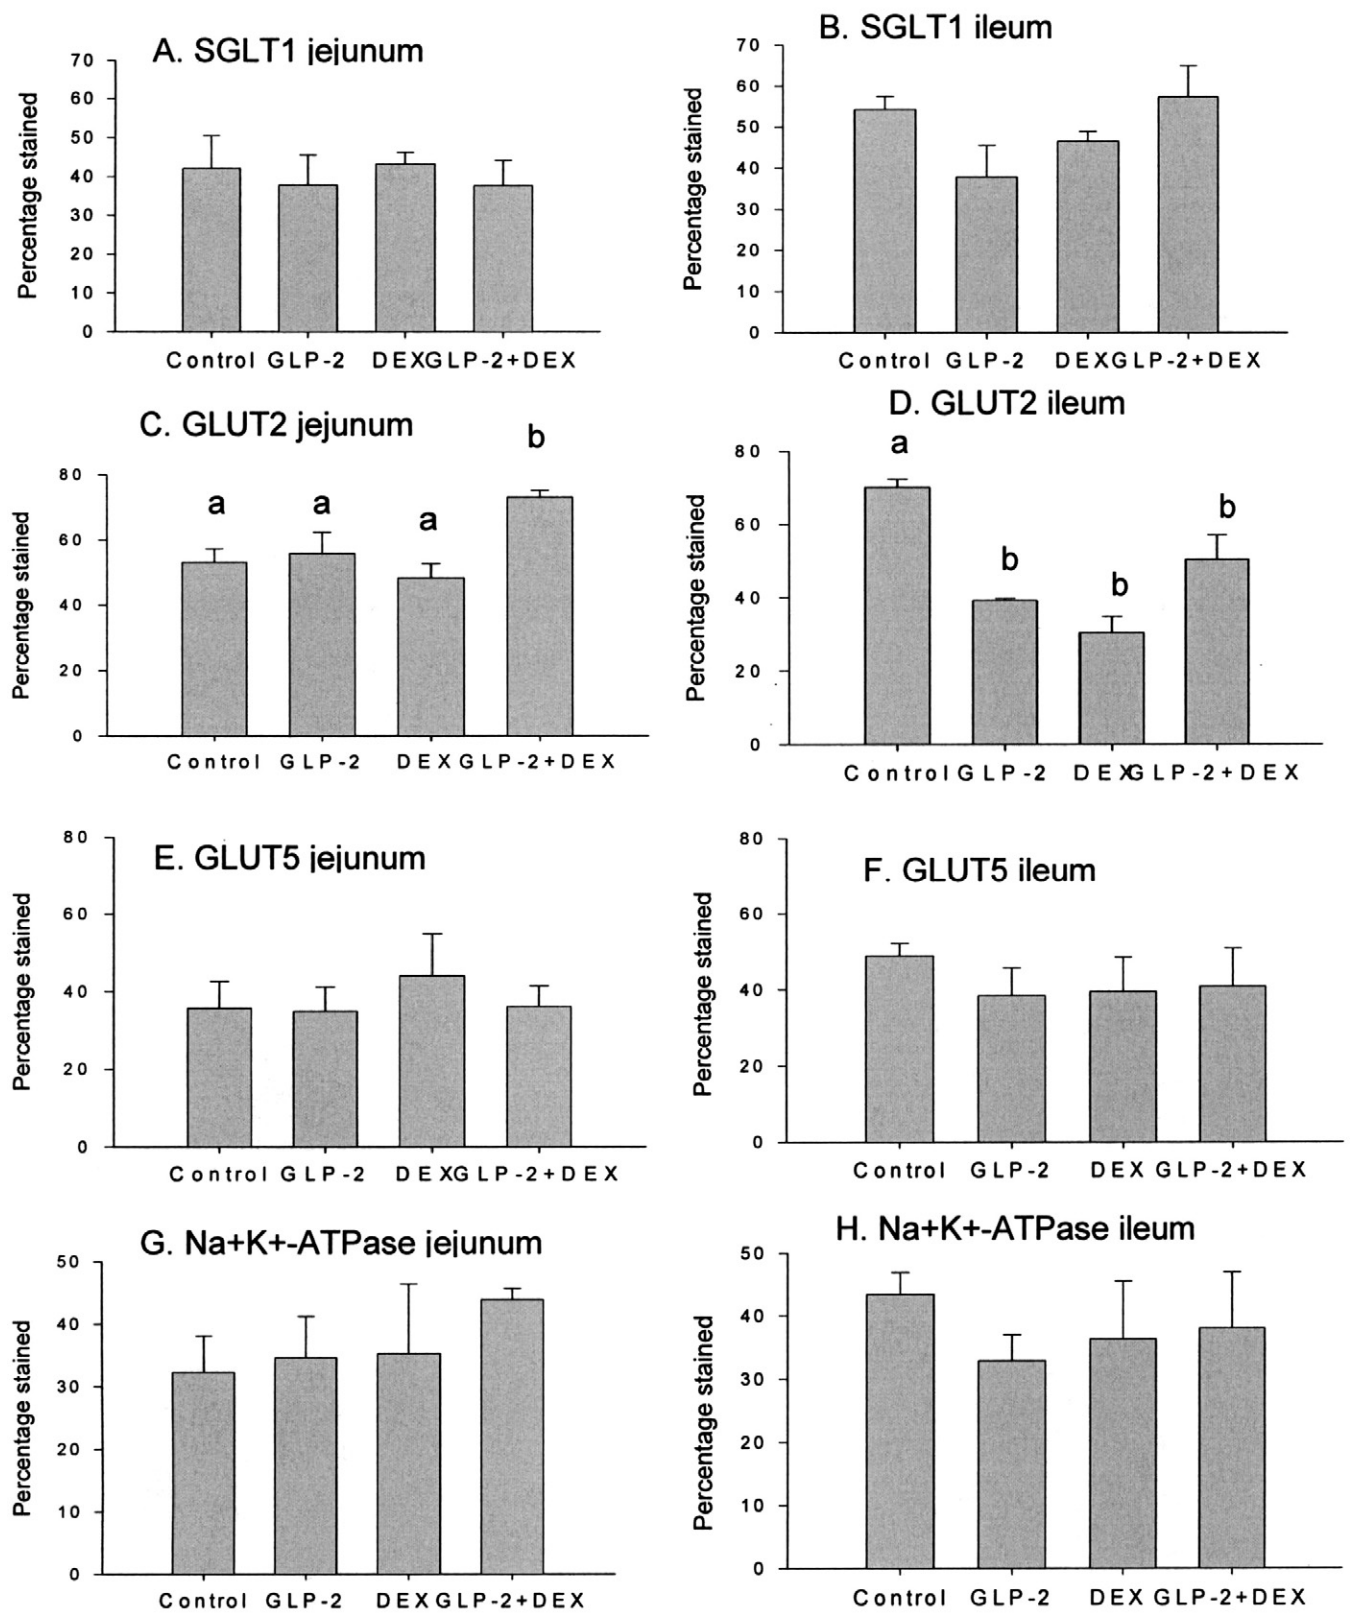 A. SGLT1 jejunum
Percentage stained
70
60
50
40
30
20
10
0
Control GLP-2 DEX GLP-2+DEX
B. SGLT1 ileum
Percentage stained
70
60
50
40
30
20
10
0
Control GLP-2 DEX GLP-2+DEX
C. GLUT2 jejunum
Percentage stained
80
60
40
20
0
a a a b
Control GLP-2 DEX GLP-2+DEX
D. GLUT2 ileum
Percentage stained
80
60
40
20
0
a b b b
Control GLP-2 DEX GLP-2+DEX
E. GLUT5 jejunum
Percentage stained
80
60
40
20
0
Control GLP-2 DEX GLP-2+DEX
F. GLUT5 ileum
Percentage stained
80
60
40
20
0
Control GLP-2 DEX GLP-2+DEX
G. Na+K+-ATPase jejunum
Percentage stained
50
40
30
20
10
0
Control GLP-2 DEX GLP-2+DEX
H. Na+K+-ATPase ileum
Percentage stained
50
40
30
20
10
0
Control GLP-2 DEX GLP-2+DEX